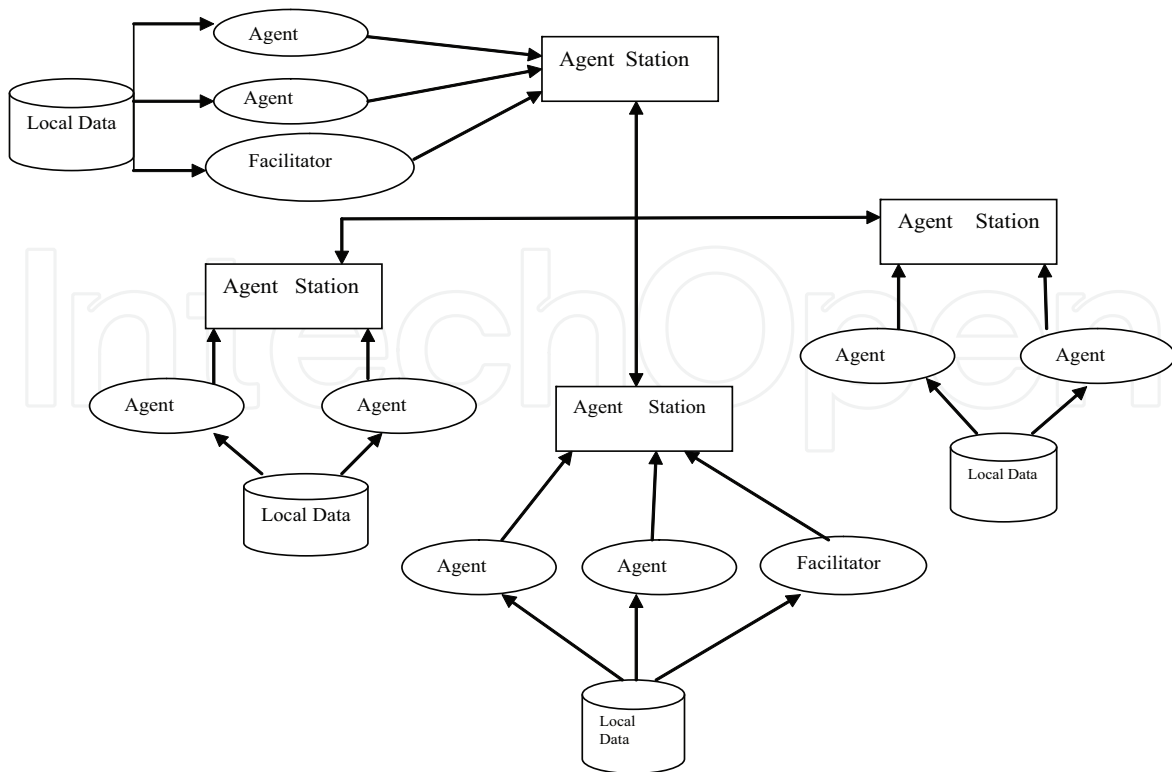 Agent
Agent Station
Agent
Local Data
Facilitator
Agent Station
Agent Station
Agent
Agent
Agent
Agent
Agent Station
Local Data
Local Data
Agent
Agent
Facilitator
Local
Data
IntechOpen